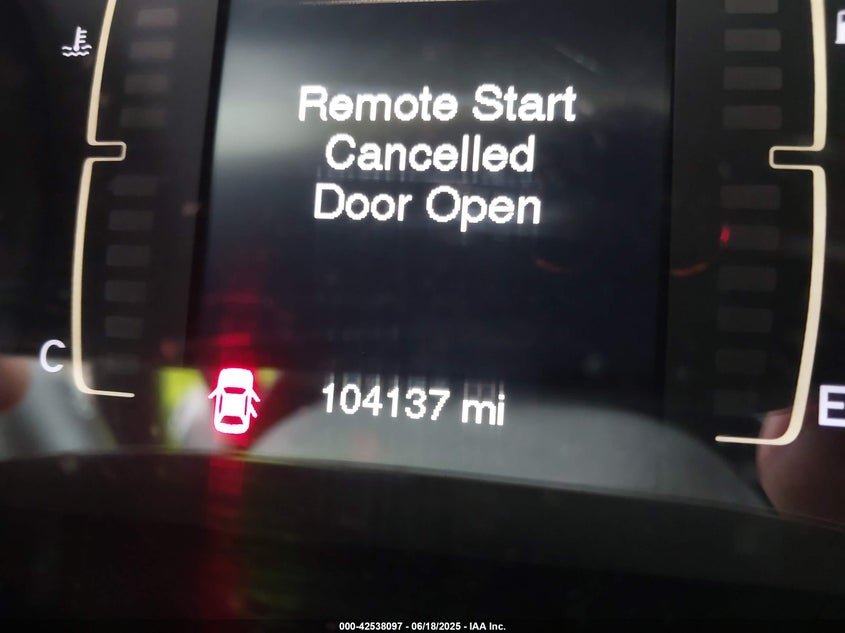 Remote Start
Cancelled
Door Open
C
104137 mi
E
000-42538097 - 06/18/2025 - IAA Inc.